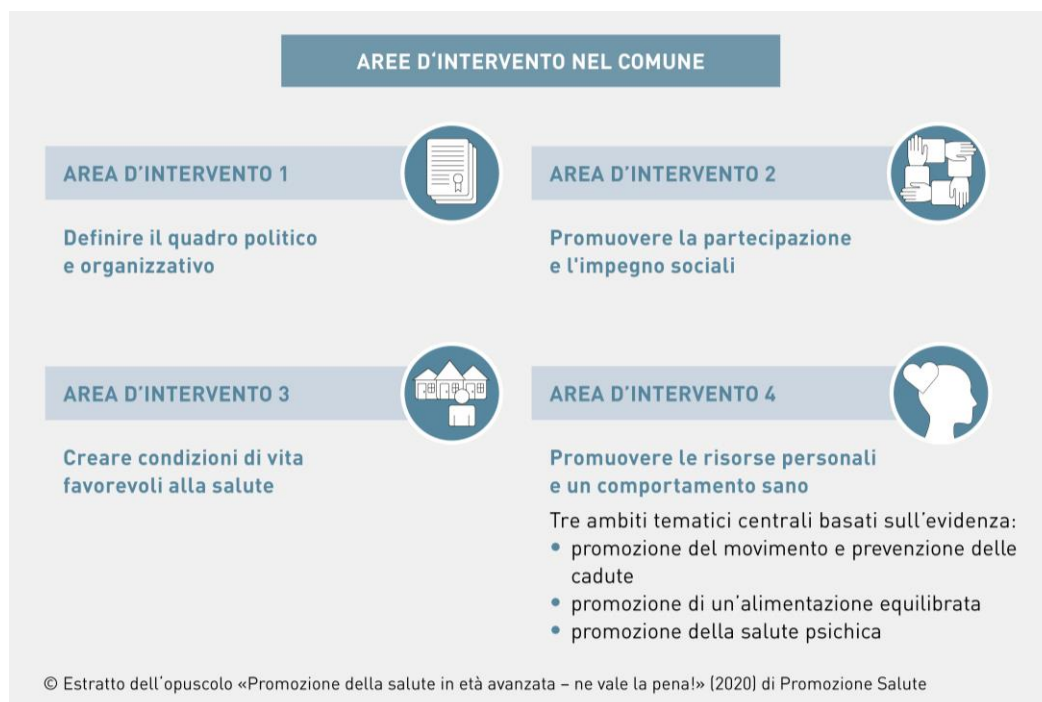 AREE D‘INTERVENTO NEL COMUNE
AREA D’INTERVENTO 1
Definire il quadro politico
e organizzativo
AREA D’INTERVENTO 2
Promuovere la partecipazione
e l'impegno sociali
AREA D’INTERVENTO 3
Creare condizioni di vita
favorevoli alla salute
AREA D’INTERVENTO 4
Promuovere le risorse personali
e un comportamento sano
Tre ambiti tematici centrali basati sull’evidenza:
• promozione del movimento e prevenzione delle
cadute
• promozione di un’alimentazione equilibrata
• promozione della salute psichica
© Estratto dell‘opuscolo «Promozione della salute in età avanzata – ne vale la pena!» (2020) di Promozione Salute